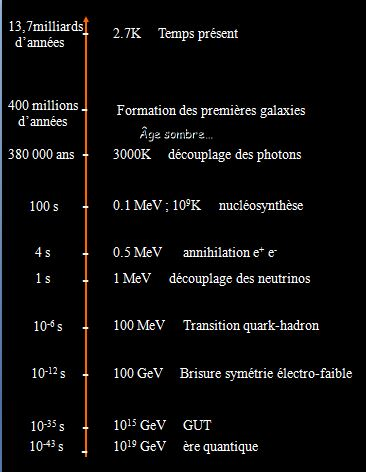 13,7milliards d'années 2.7K Temps présent
400 millions d'années Formation des premières galaxies
Âge sombre...
380 000 ans 3000K découplage des photons
100 s 0.1 MeV ; 10⁹K nucléosynthèse
4 s 0.5 MeV annihilation e⁺ e⁻
1 s 1 MeV découplage des neutrinos
10⁻⁶ s 100 MeV Transition quark-hadron
10⁻¹² s 100 GeV Brisure symétrie électro-faible
10⁻³⁵ s 10¹⁵ GeV GUT
10⁻⁴³ s 10¹⁹ GeV ère quantique